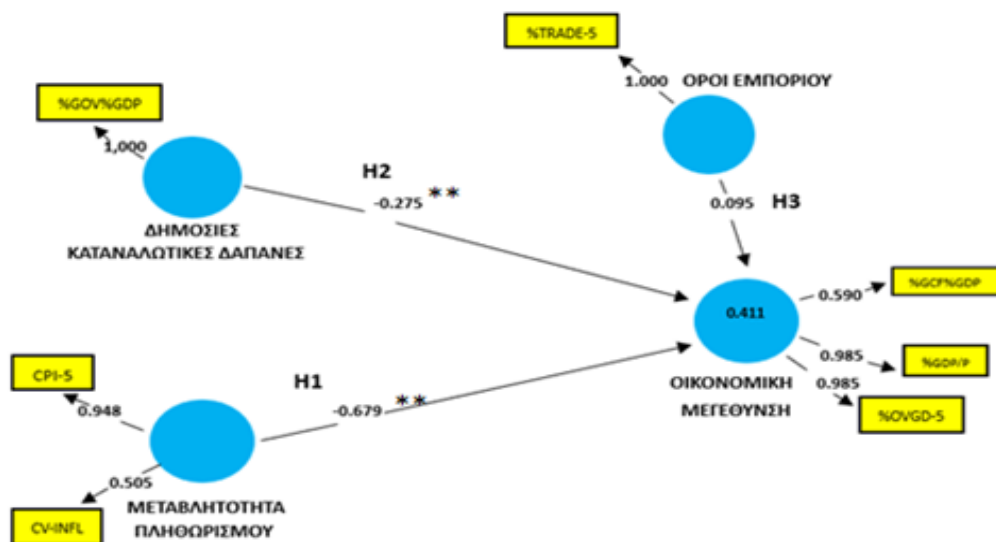 %TRADE-5
1.000
ΟΡΟΙ ΕΜΠΟΡΙΟΥ
%GOV%GDP
1,000
H2
-0.275 **
0.095
H3
ΔΗΜΟΣΙΕΣ
ΚΑΤΑΝΑΛΩΤΙΚΕΣ ΔΑΠΑΝΕΣ
0.411
0.590
%GCF%GDP
0.985
%GDP/P
0.985
%OVGD-5
ΟΙΚΟΝΟΜΙΚΗ
ΜΕΓΕΘΥΝΣΗ
CPI-5
0.948
H1
-0.679 **
0.505
CV-INFL
ΜΕΤΑΒΛΗΤΟΤΗΤΑ
ΠΛΗΘΩΡΙΣΜΟΥ